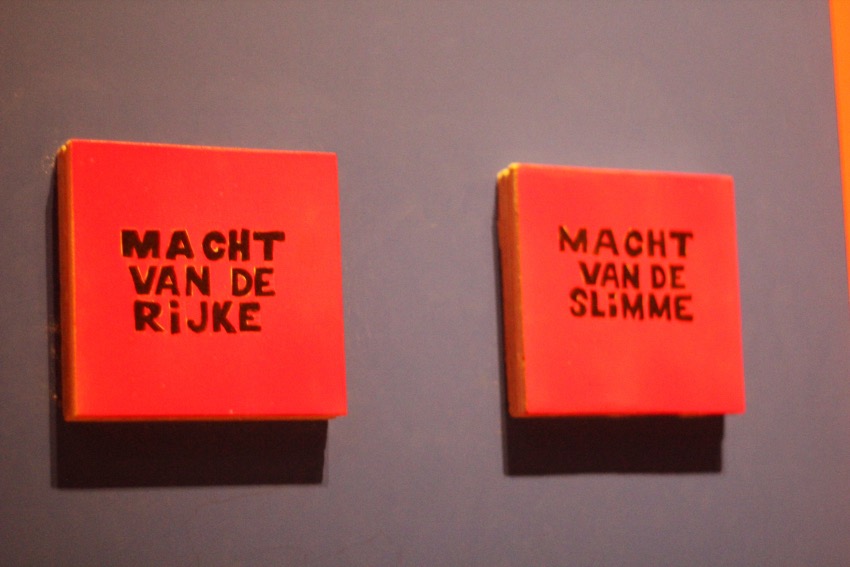 MACHT
VAN DE
RiJKE
MACHT
VAN DE
SLiMME